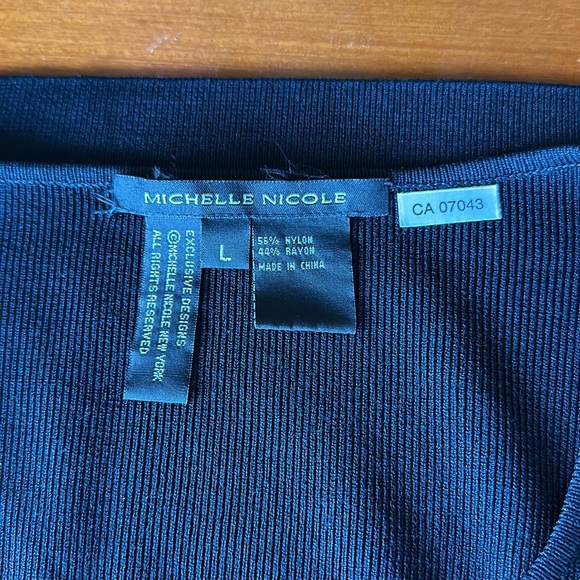 MICHELLE NICOLE
CA 07043
EXCLUSIVE DESIGNS
©MICHELLE NICOLE NEW YORK
ALL RIGHTS RESERVED
L
56% NYLON
44% RAYON
MADE IN CHINA